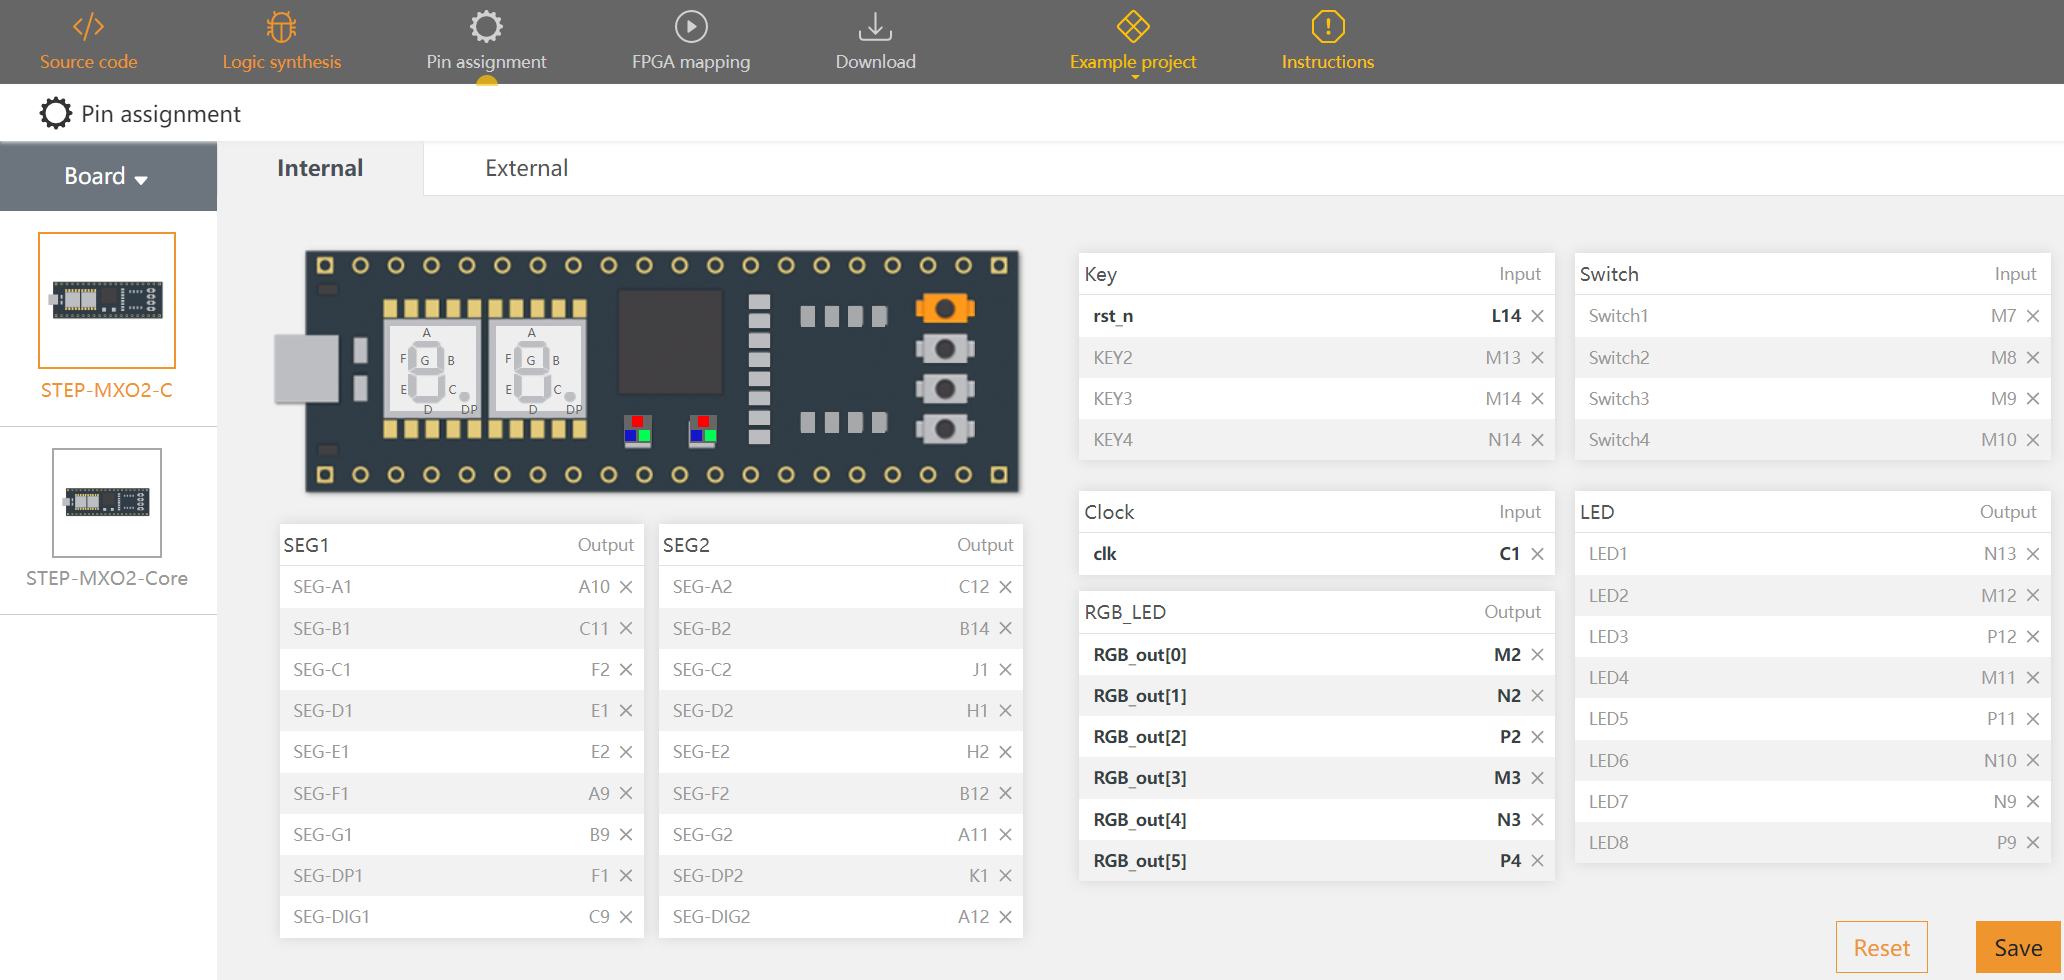 Source code
Logic synthesis
Pin assignment
FPGA mapping
Download
Example project
Instructions
Pin assignment
Board
Internal
External
STEP-MXO2-C
STEP-MXO2-Core
A
F G B
E C
D DP
A
F G B
E C
D DP
Key Input
rst_n L14
KEY2 M13
KEY3 M14
KEY4 N14
Switch Input
Switch1 M7
Switch2 M8
Switch3 M9
Switch4 M10
Clock Input
clk C1
RGB_LED Output
RGB_out[0] M2
RGB_out[1] N2
RGB_out[2] P2
RGB_out[3] M3
RGB_out[4] N3
RGB_out[5] P4
LED Output
LED1 N13
LED2 M12
LED3 P12
LED4 M11
LED5 P11
LED6 N10
LED7 N9
LED8 P9
SEG1 Output
SEG-A1 A10
SEG-B1 C11
SEG-C1 F2
SEG-D1 E1
SEG-E1 E2
SEG-F1 A9
SEG-G1 B9
SEG-DP1 F1
SEG-DIG1 C9
SEG2 Output
SEG-A2 C12
SEG-B2 B14
SEG-C2 J1
SEG-D2 H1
SEG-E2 H2
SEG-F2 B12
SEG-G2 A11
SEG-DP2 K1
SEG-DIG2 A12
Reset
Save